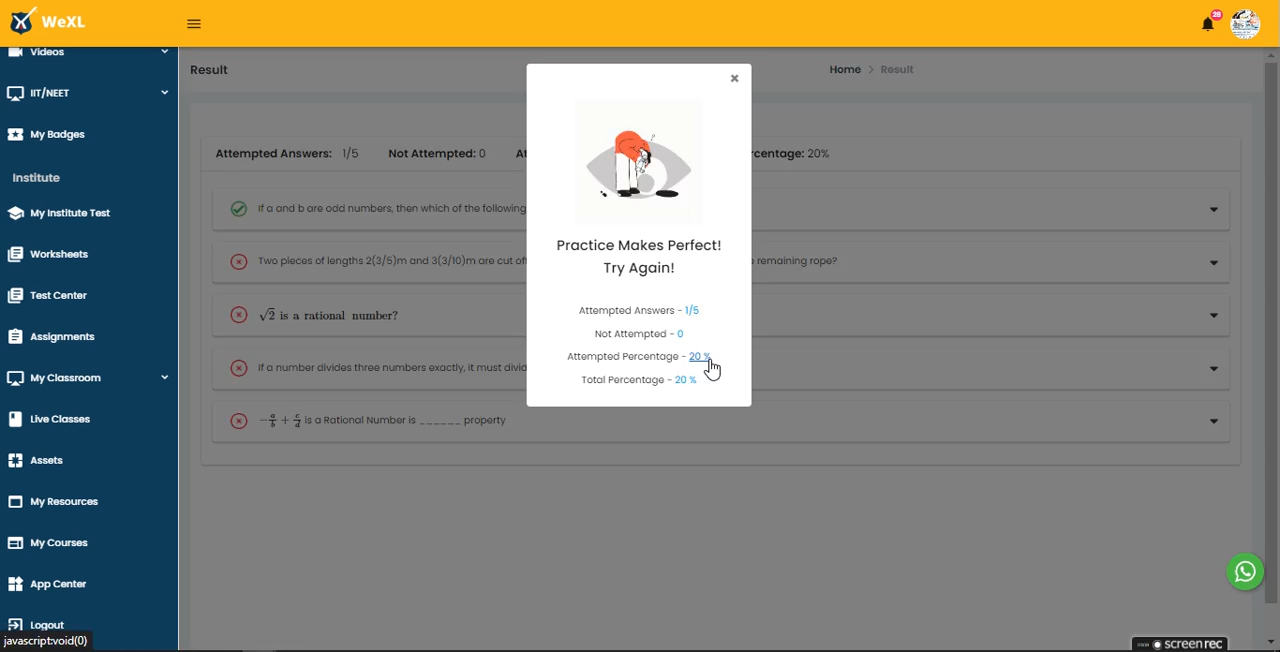 WeXL
28
Videos
IIT/NEET
My Badges
Institute
My Institute Test
Worksheets
Test Center
Assignments
My Classroom
Live Classes
Assets
My Resources
My Courses
App Center
Logout
javascript:void(0)
Result
Home > Result
Attempted Answers: 1/5 Not Attempted: 0
20%
If a and b are odd numbers, then which of the following
Two pieces of lengths 2(3/5)m and 3(3/10)m are cut
remaining rope?
√2 is a rational number?
If a number divides three numbers exactly, it must
-a/b + c/d is a Rational Number is ______ property
×
Practice Makes Perfect!
Try Again!
Attempted Answers - 1/5
Not Attempted - 0
Attempted Percentage - 20 %
Total Percentage - 20 %
screenrec